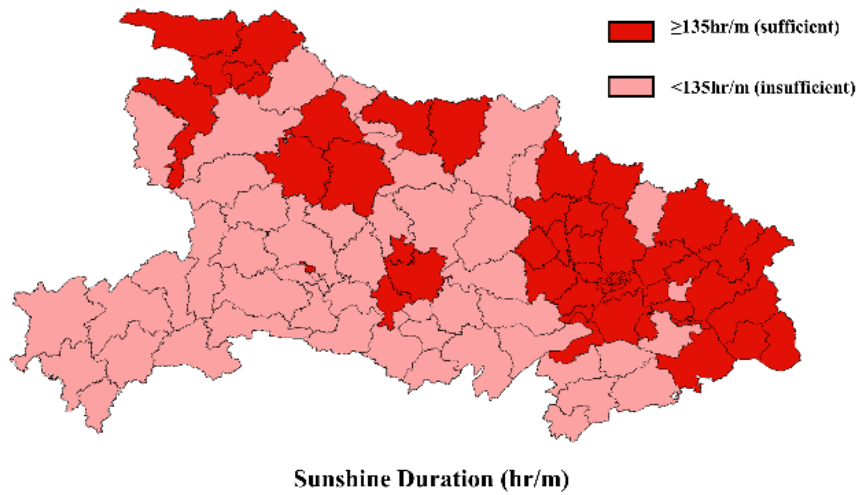 ≥135hr/m (sufficient)
<135hr/m (insufficient)
Sunshine Duration (hr/m)